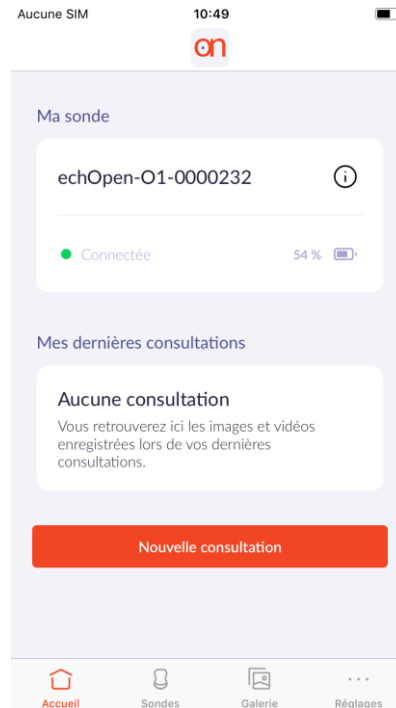 Aucune SIM
10:49
on
Ma sonde
echOpen-O1-0000232
Connectée
54 %
Mes dernières consultations
Aucune consultation
Vous retrouverez ici les images et vidéos
enregistrées lors de vos dernières
consultations.
Nouvelle consultation
Accueil
Sondes
Galerie
Réglages